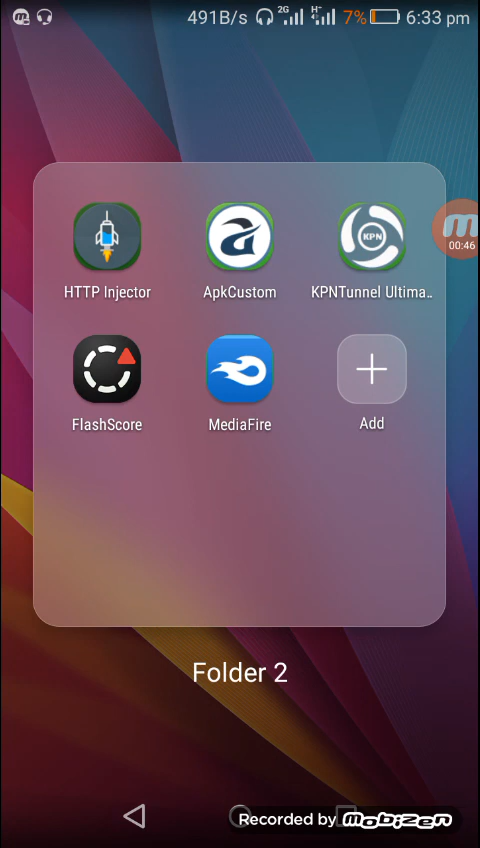 491B/s 2G H+ 7% 6:33 pm
KPN
00:46
HTTP Injector ApkCustom KPNTunnel Ultima..
FlashScore MediaFire Add
Folder 2
Recorded by Mobizen